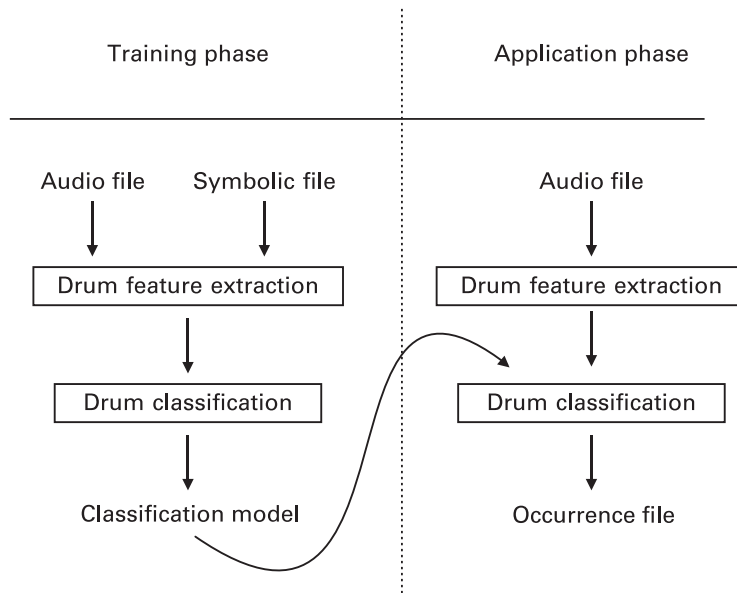 Training phase
Application phase
Audio file
Symbolic file
Audio file
Drum feature extraction
Drum feature extraction
Drum classification
Drum classification
Classification model
Occurrence file